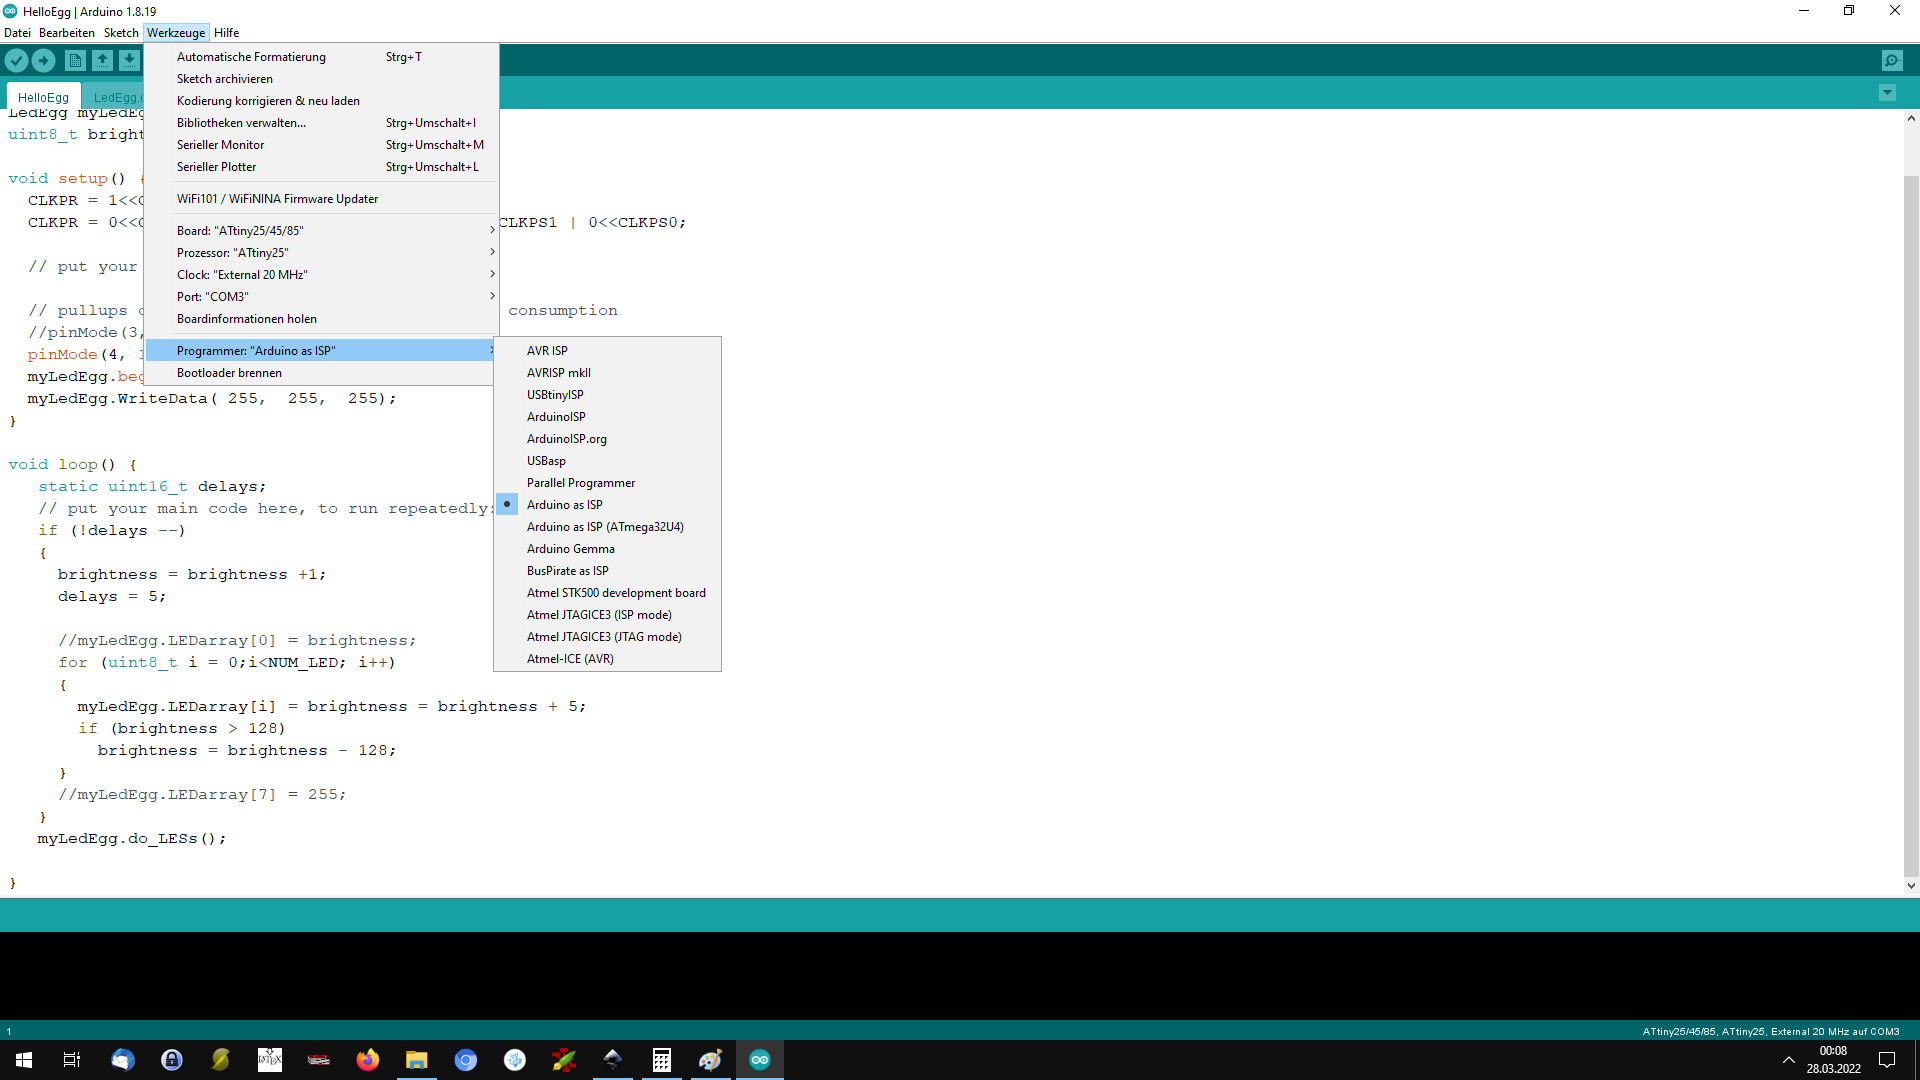 HelloEgg | Arduino 1.8.19
Datei Bearbeiten Sketch Werkzeuge Hilfe
Automatische Formatierung Strg+T
Sketch archivieren
Kodierung korrigieren & neu laden
Bibliotheken verwalten... Strg+Umschalt+I
Serieller Monitor Strg+Umschalt+M
Serieller Plotter Strg+Umschalt+L
WiFi101 / WiFiNINA Firmware Updater
Board: "ATtiny25/45/85"
Prozessor: "ATtiny25"
Clock: "External 20 MHz"
Port: "COM3"
Boardinformationen holen
Programmer: "Arduino as ISP"
Bootloader brennen
AVR ISP
AVRISP mkII
USBtinyISP
ArduinoISP
ArduinoISP.org
USBasp
Parallel Programmer
Arduino as ISP
Arduino as ISP (ATmega32U4)
Arduino Gemma
BusPirate as ISP
Atmel STK500 development board
Atmel JTAGICE3 (ISP mode)
Atmel JTAGICE3 (JTAG mode)
Atmel-ICE (AVR)
HelloEgg LedEgg.
LedEgg myLedEg
uint8_t bright
void setup() {
CLKPR = 1<<
CLKPR = 0<< CLKPS1 | 0<<CLKPS0;
// put your
// pullups consumption
//pinMode(3,
pinMode(4,
myLedEgg.beg
myLedEgg.WriteData( 255, 255, 255);
}
void loop() {
static uint16_t delays;
// put your main code here, to run repeatedly:
if (!delays --)
{
brightness = brightness +1;
delays = 5;
//myLedEgg.LEDarray[0] = brightness;
for (uint8_t i = 0;i<NUM_LED; i++)
{
myLedEgg.LEDarray[i] = brightness = brightness + 5;
if (brightness > 128)
brightness = brightness - 128;
}
//myLedEgg.LEDarray[7] = 255;
}
myLedEgg.do_LESs();
}
1 ATtiny25/45/85, ATtiny25, External 20 MHz auf COM3
00:08
28.03.2022